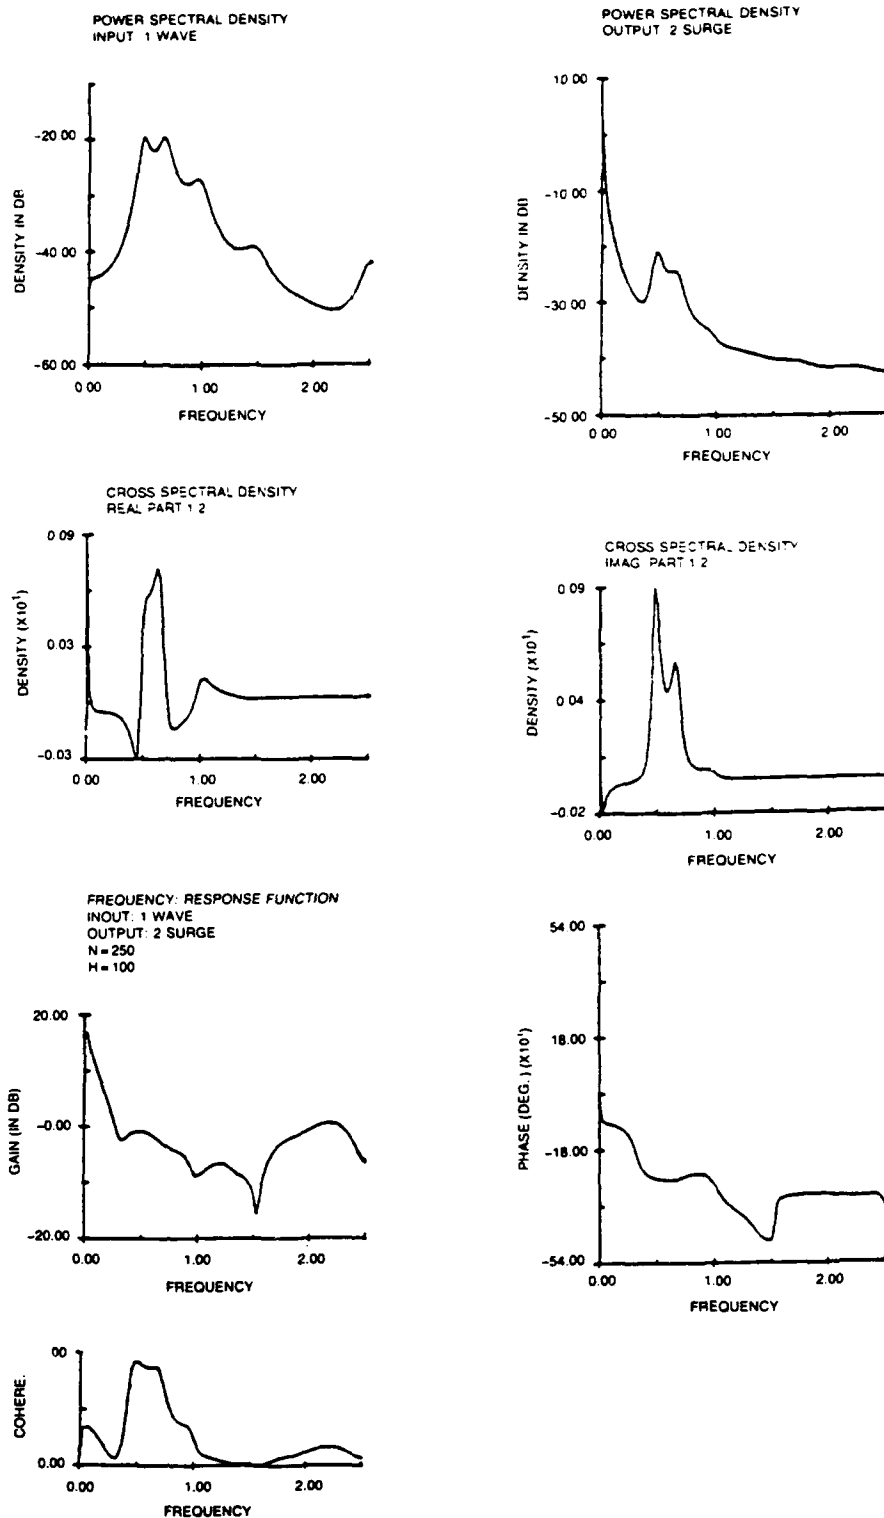 POWER SPECTRAL DENSITY
INPUT 1 WAVE
-20 00
-40 00
-60 00
DENSITY IN DB
0 00 1 00 2 00
FREQUENCY
POWER SPECTRAL DENSITY
OUTPUT 2 SURGE
10 00
-10 00
-30 00
-50 00
DENSITY IN DB
0 00 1 00 2 00
FREQUENCY
CROSS SPECTRAL DENSITY
REAL PART 1 2
0 09
0 03
-0.03
DENSITY (X10¹)
0 00 1.00 2 00
FREQUENCY
CROSS SPECTRAL DENSITY
IMAG PART 1 2
0 09
0 04
-0 02
DENSITY (X10¹)
0 00 1 00 2 00
FREQUENCY
FREQUENCY: RESPONSE FUNCTION
INOUT: 1 WAVE
OUTPUT: 2 SURGE
N=250
H=100
20.00
-0.00
-20.00
GAIN (IN DB)
0.00 1.00 2.00
FREQUENCY
54 00
18.00
-18.00
-54.00
PHASE (DEG.) (X10¹)
0.00 1.00 2.00
FREQUENCY
00
0.00
COHERE.
0.00 1.00 2.00
FREQUENCY